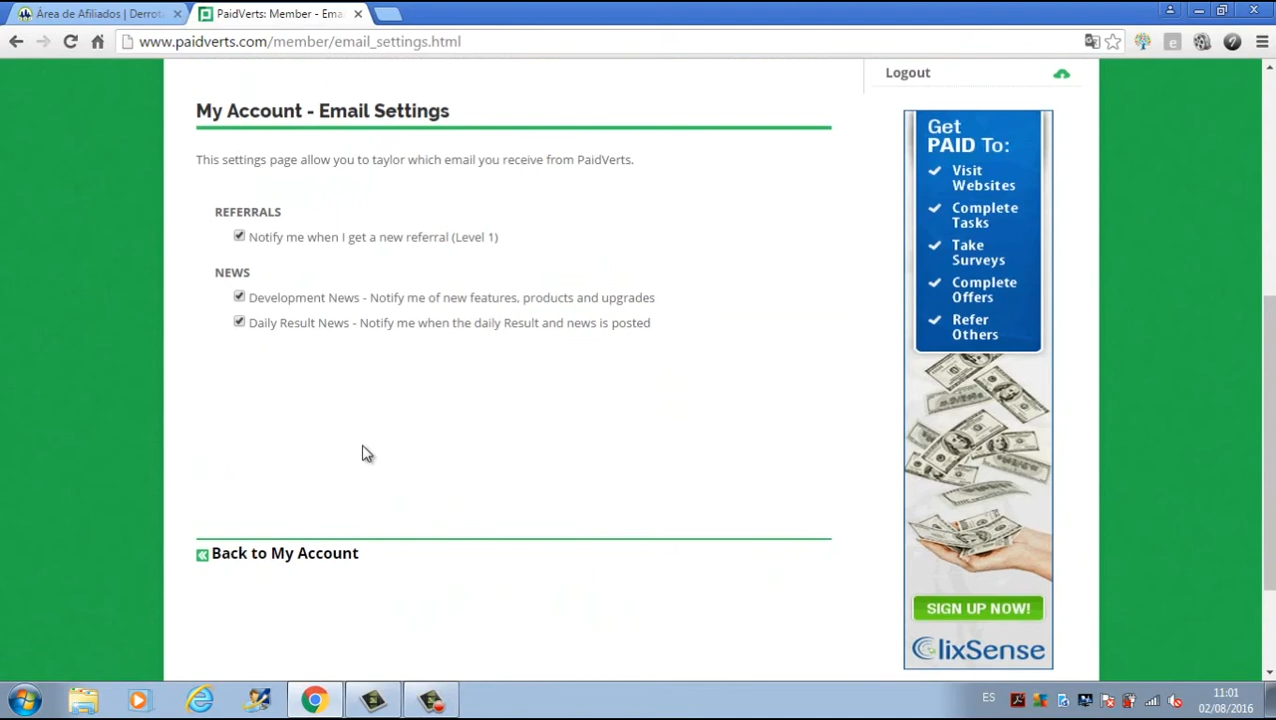 Área de Afiliados | Derrot
PaidVerts: Member - Ema
www.paidverts.com/member/email_settings.html
Logout
My Account - Email Settings
This settings page allow you to taylor which email you receive from PaidVerts.
REFERRALS
Notify me when I get a new referral (Level 1)
NEWS
Development News - Notify me of new features, products and upgrades
Daily Result News - Notify me when the daily Result and news is posted
Back to My Account
Get
PAID To:
Visit
Websites
Complete
Tasks
Take
Surveys
Complete
Offers
Refer
Others
SIGN UP NOW!
ClixSense
ES
11:01
02/08/2016